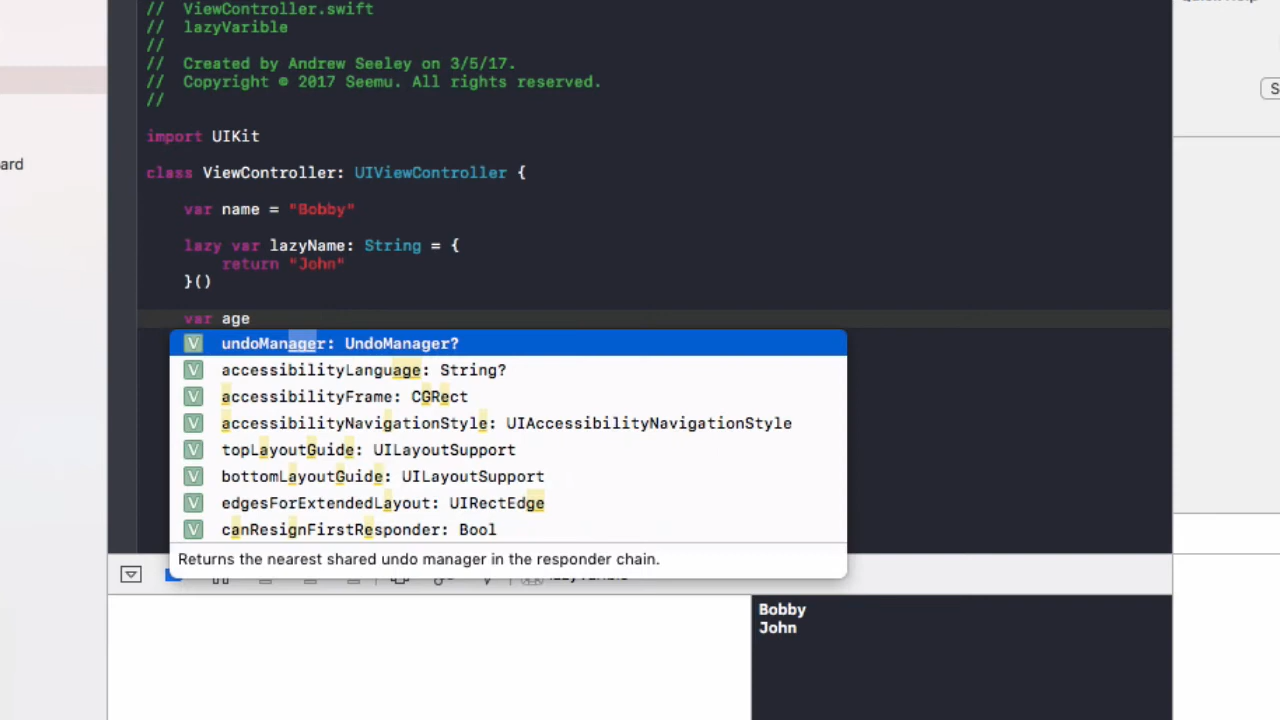 //  ViewController.swift
//  lazyVarible
//
//  Created by Andrew Seeley on 3/5/17.
//  Copyright © 2017 Seemu. All rights reserved.
//
import UIKit
ard
class ViewController: UIViewController {
var name = "Bobby"
lazy var lazyName: String = {
return "John"
}()
var age
V undoManager: UndoManager?
V accessibilityLanguage: String?
V accessibilityFrame: CGRect
V accessibilityNavigationStyle: UIAccessibilityNavigationStyle
V topLayoutGuide: UILayoutSupport
V bottomLayoutGuide: UILayoutSupport
V edgesForExtendedLayout: UIRectEdge
V canResignFirstResponder: Bool
Returns the nearest shared undo manager in the responder chain.
Bobby
John